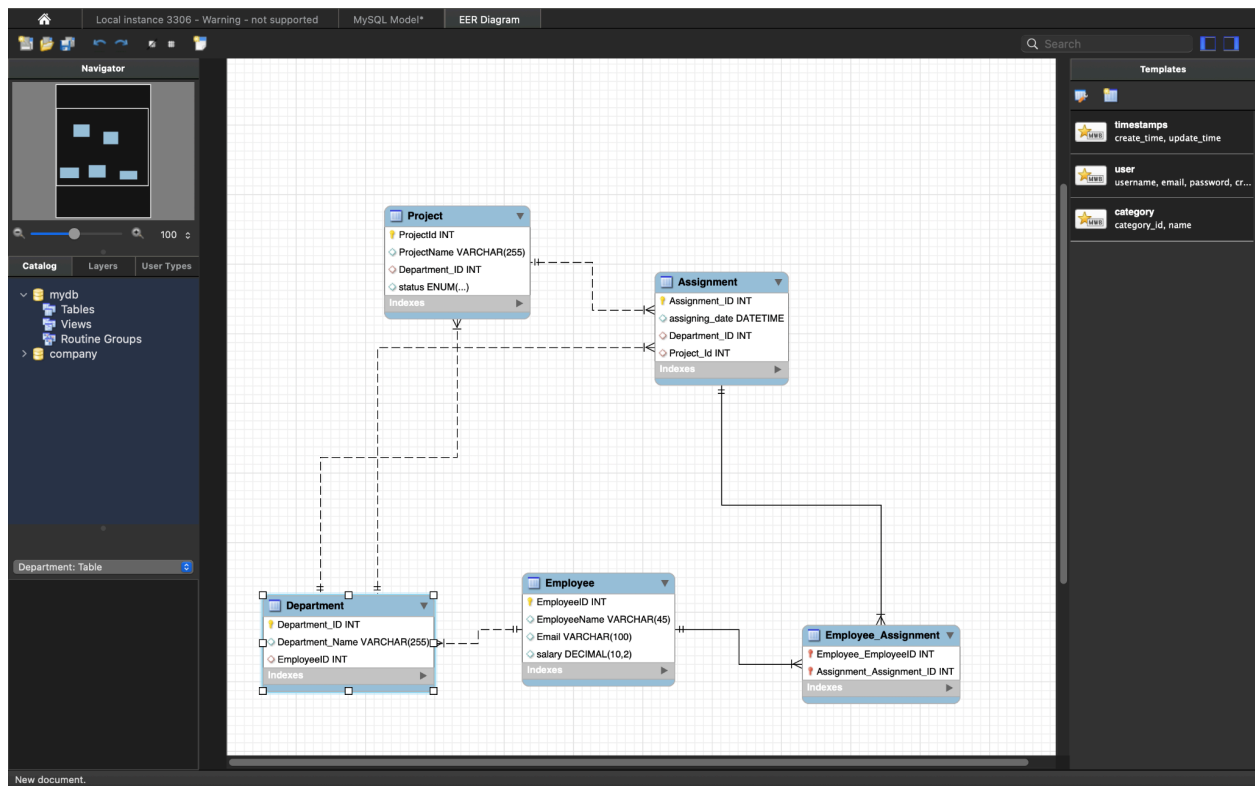 Local instance 3306 - Warning - not supported
MySQL Model*
EER Diagram
Search
Navigator
100
Catalog
Layers
User Types
mydb
Tables
Views
Routine Groups
company
Department: Table
New document.
Project
ProjectId INT
ProjectName VARCHAR(255)
Department_ID INT
status ENUM(...)
Indexes
Assignment
Assignment_ID INT
assigning_date DATETIME
Department_ID INT
Project_Id INT
Indexes
Department
Department_ID INT
Department_Name VARCHAR(255)
EmployeeID INT
Indexes
Employee
EmployeeID INT
EmployeeName VARCHAR(45)
Email VARCHAR(100)
salary DECIMAL(10,2)
Indexes
Employee_Assignment
Employee_EmployeeID INT
Assignment_Assignment_ID INT
Indexes
Templates
MWB
timestamps
create_time, update_time
MWB
user
username, email, password, cr...
MWB
category
category_id, name